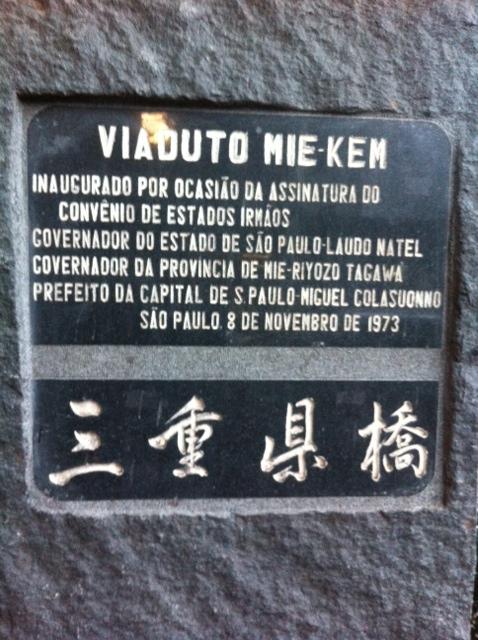 VIADUTO MIE-KEM
INAUGURADO POR OCASIÃO DA ASSINATURA DO
CONVÊNIO DE ESTADOS IRMÃOS
GOVERNADOR DO ESTADO DE SÃO PAULO-LAUDO NATEL
GOVERNADOR DA PROVÍNCIA DE MIE-RIYOZO TAGAWA
PREFEITO DA CAPITAL DE S.PAULO-MIGUEL COLASUONNO
SÃO PAULO, 8 DE NOVEMBRO DE 1973
三重県橋